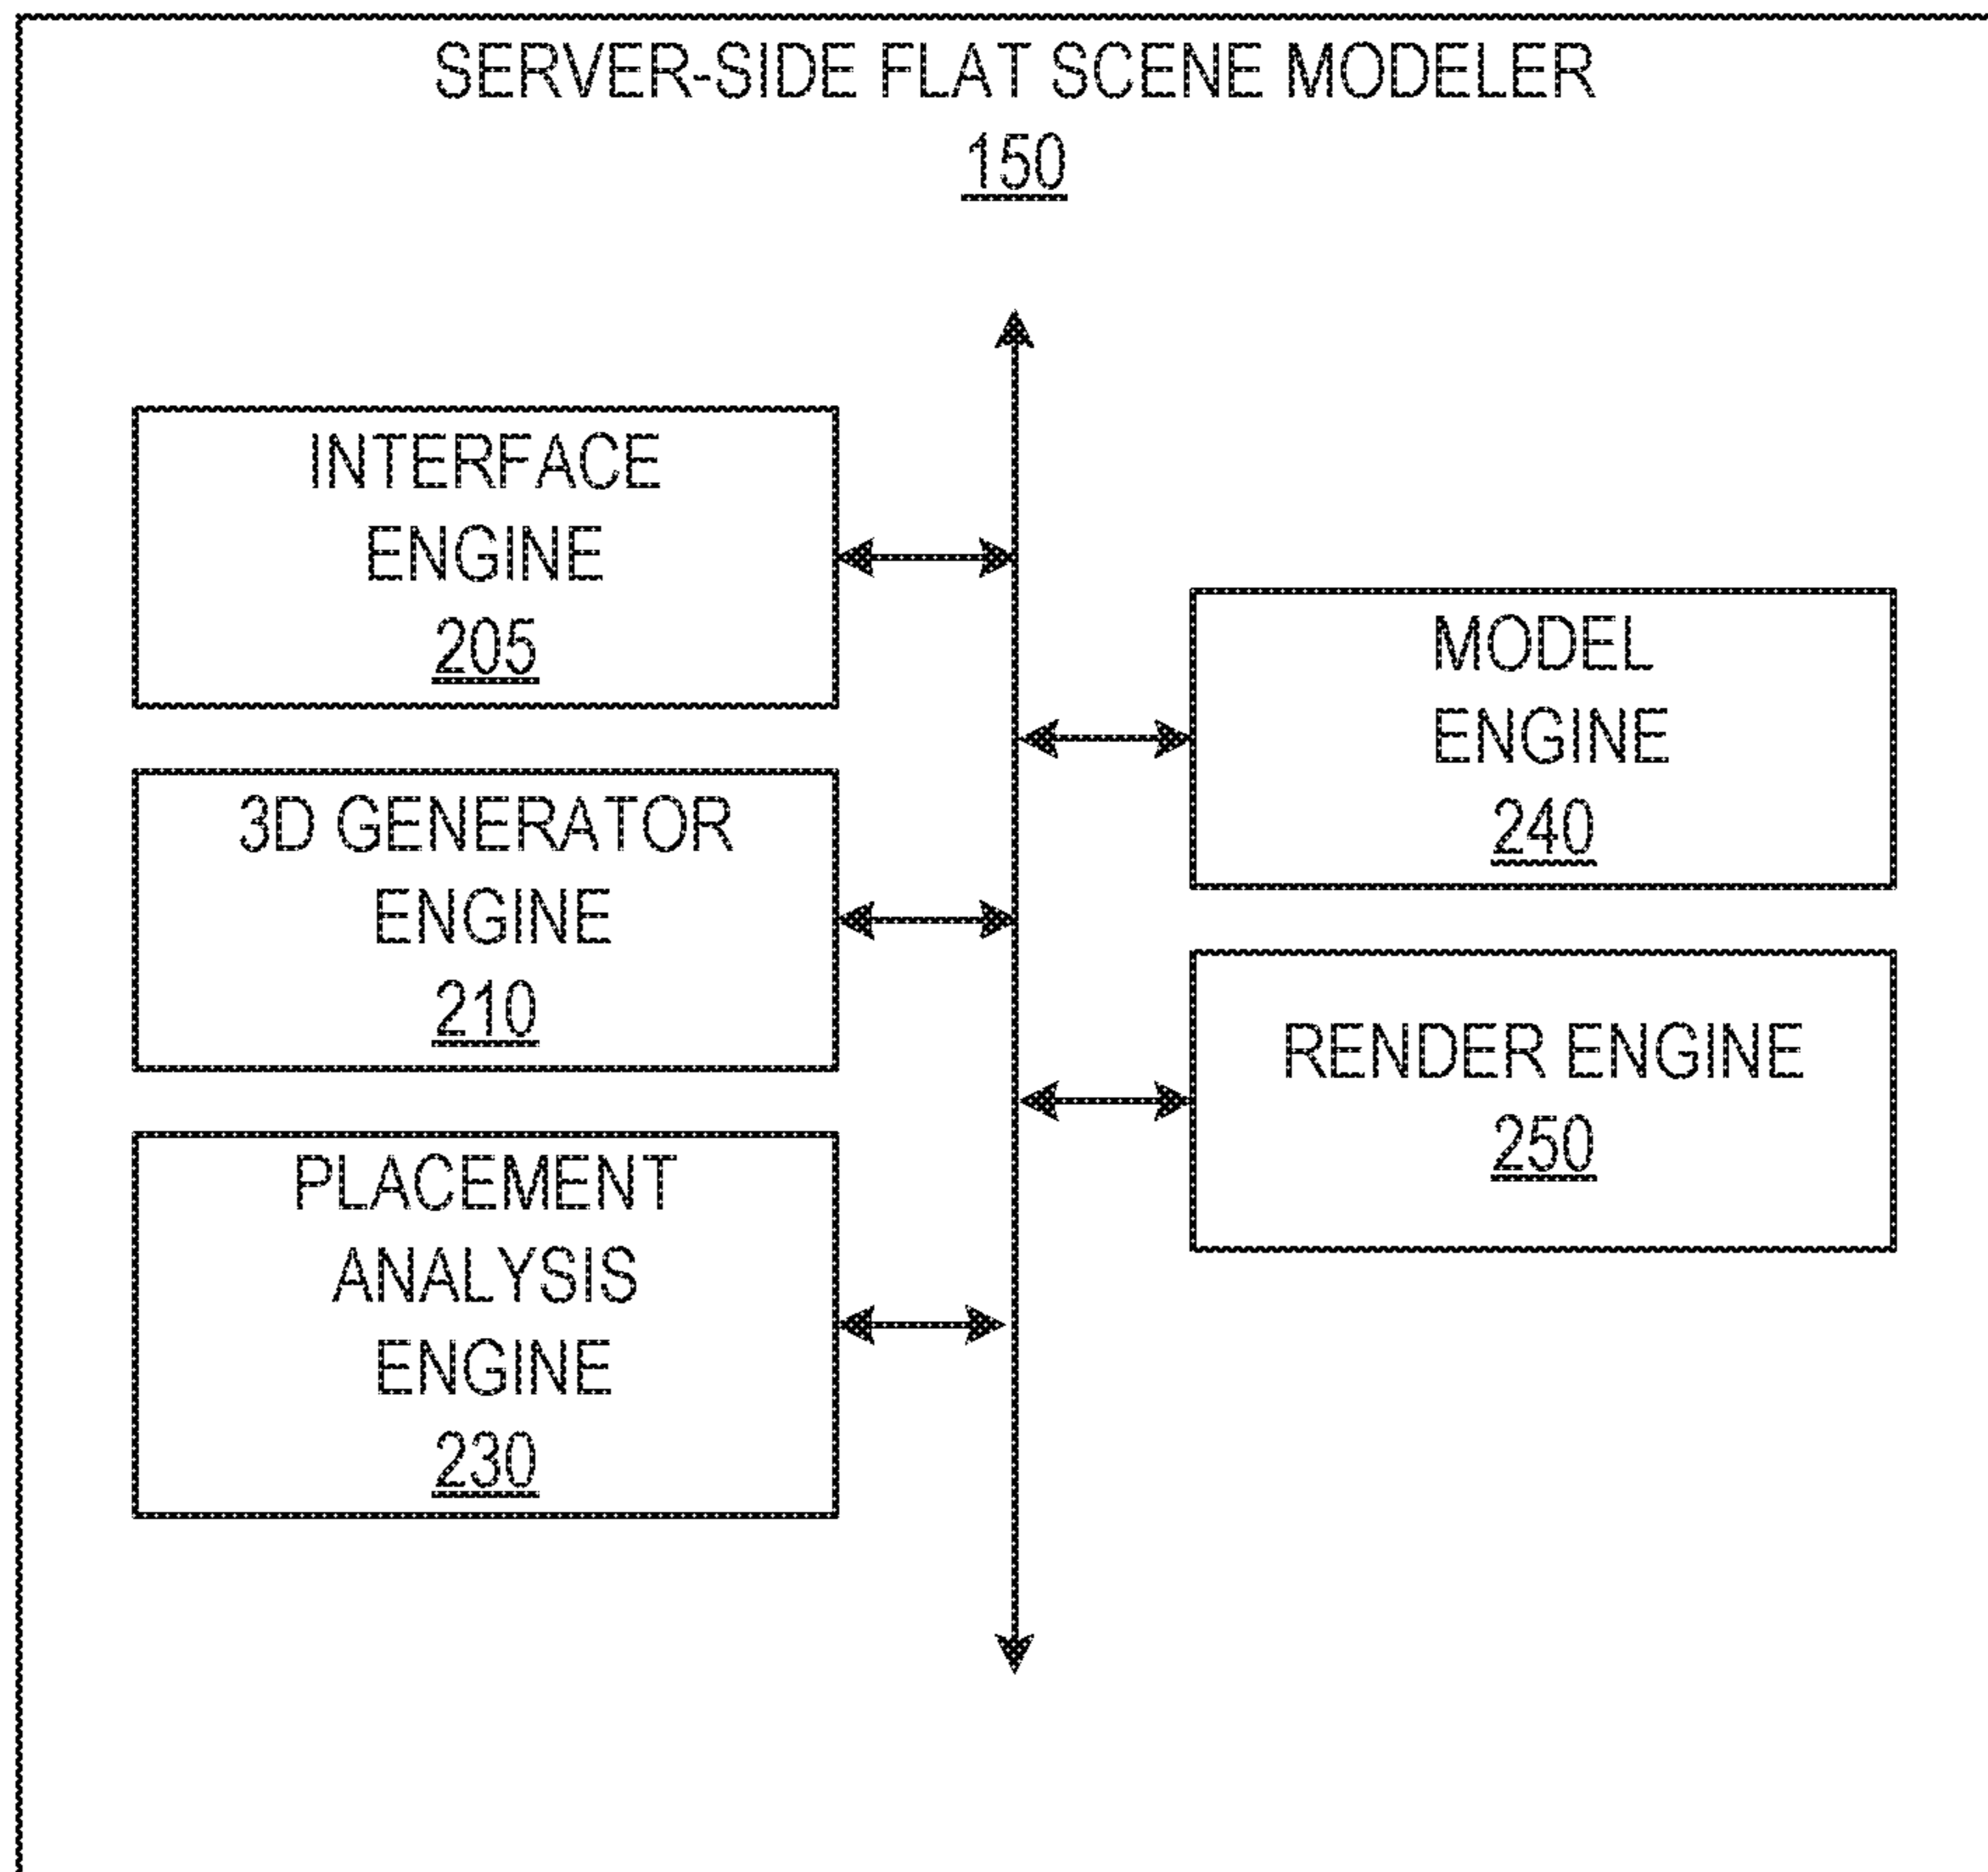 SERVER-SIDE FLAT SCENE MODELER
150
INTERFACE
ENGINE
205
3D GENERATOR
ENGINE
210
PLACEMENT
ANALYSIS
ENGINE
230
MODEL
ENGINE
240
RENDER ENGINE
250